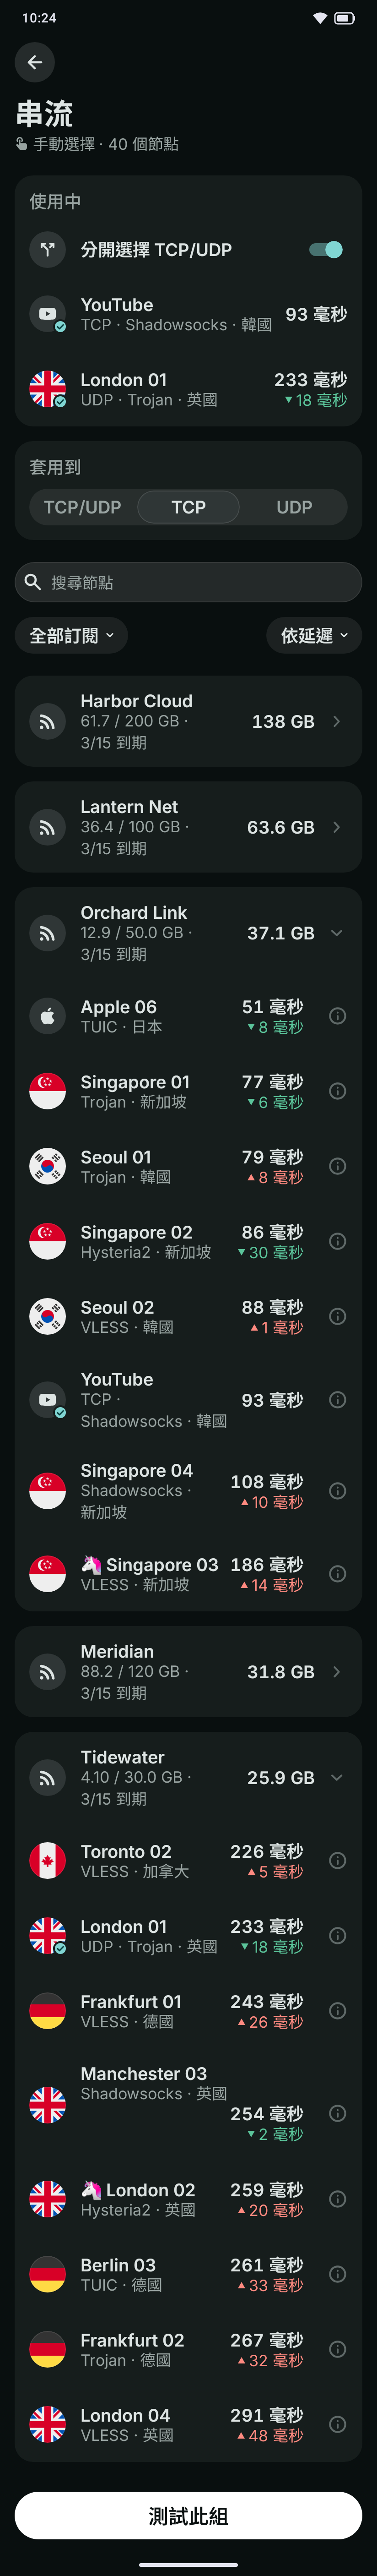 10:24
串流
手動選擇 · 40 個節點
使用中
分開選擇 TCP/UDP
YouTube
TCP · Shadowsocks · 韓國
93 毫秒
London 01
UDP · Trojan · 英國
233 毫秒
▼18 毫秒
套用到
TCP/UDP
TCP
UDP
搜尋節點
全部訂閱
依延遲
Harbor Cloud
61.7 / 200 GB ·
3/15 到期
138 GB
Lantern Net
36.4 / 100 GB ·
3/15 到期
63.6 GB
Orchard Link
12.9 / 50.0 GB ·
3/15 到期
37.1 GB
Apple 06
TUIC · 日本
51 毫秒
▼8 毫秒
Singapore 01
Trojan · 新加坡
77 毫秒
▼6 毫秒
Seoul 01
Trojan · 韓國
79 毫秒
▲8 毫秒
Singapore 02
Hysteria2 · 新加坡
86 毫秒
▼30 毫秒
Seoul 02
VLESS · 韓國
88 毫秒
▲1 毫秒
YouTube
TCP ·
Shadowsocks · 韓國
93 毫秒
Singapore 04
Shadowsocks ·
新加坡
108 毫秒
▲10 毫秒
🦄 Singapore 03
VLESS · 新加坡
186 毫秒
▲14 毫秒
Meridian
88.2 / 120 GB ·
3/15 到期
31.8 GB
Tidewater
4.10 / 30.0 GB ·
3/15 到期
25.9 GB
Toronto 02
VLESS · 加拿大
226 毫秒
▲5 毫秒
London 01
UDP · Trojan · 英國
233 毫秒
▼18 毫秒
Frankfurt 01
VLESS · 德國
243 毫秒
▲26 毫秒
Manchester 03
Shadowsocks · 英國
254 毫秒
▼2 毫秒
🦄 London 02
Hysteria2 · 英國
259 毫秒
▲20 毫秒
Berlin 03
TUIC · 德國
261 毫秒
▲33 毫秒
Frankfurt 02
Trojan · 德國
267 毫秒
▲32 毫秒
London 04
VLESS · 英國
291 毫秒
▲48 毫秒
測試此組